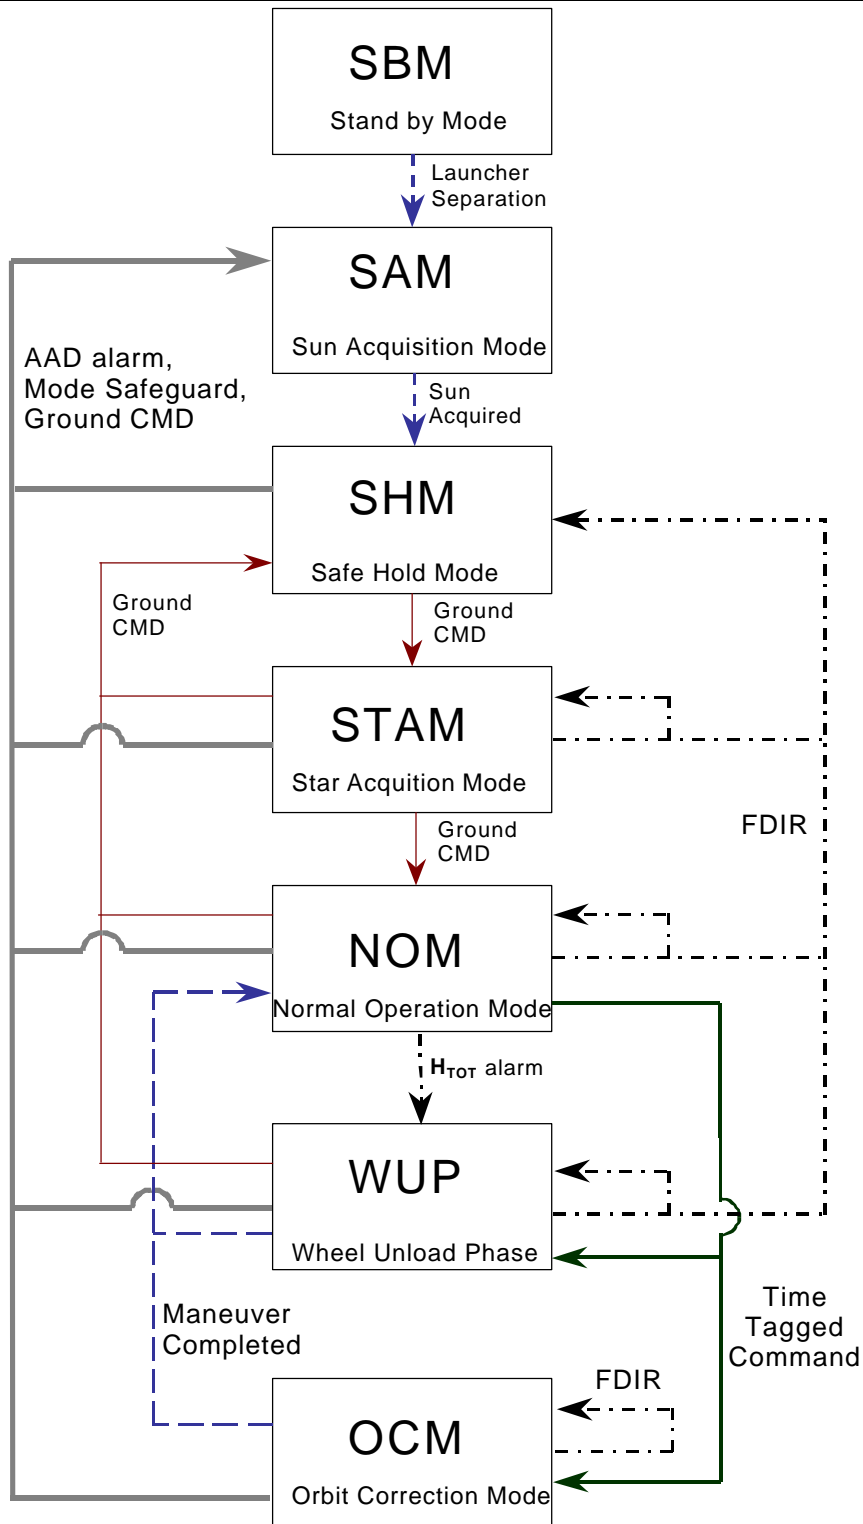 SBM
Stand by Mode
Launcher
Separation
SAM
Sun Acquisition Mode
AAD alarm,
Mode Safeguard,
Ground CMD
Sun
Acquired
SHM
Safe Hold Mode
Ground
CMD
Ground
CMD
STAM
Star Acquition Mode
FDIR
Ground
CMD
NOM
Normal Operation Mode
HTOT alarm
WUP
Wheel Unload Phase
Maneuver
Completed
Time
Tagged
Command
FDIR
OCM
Orbit Correction Mode